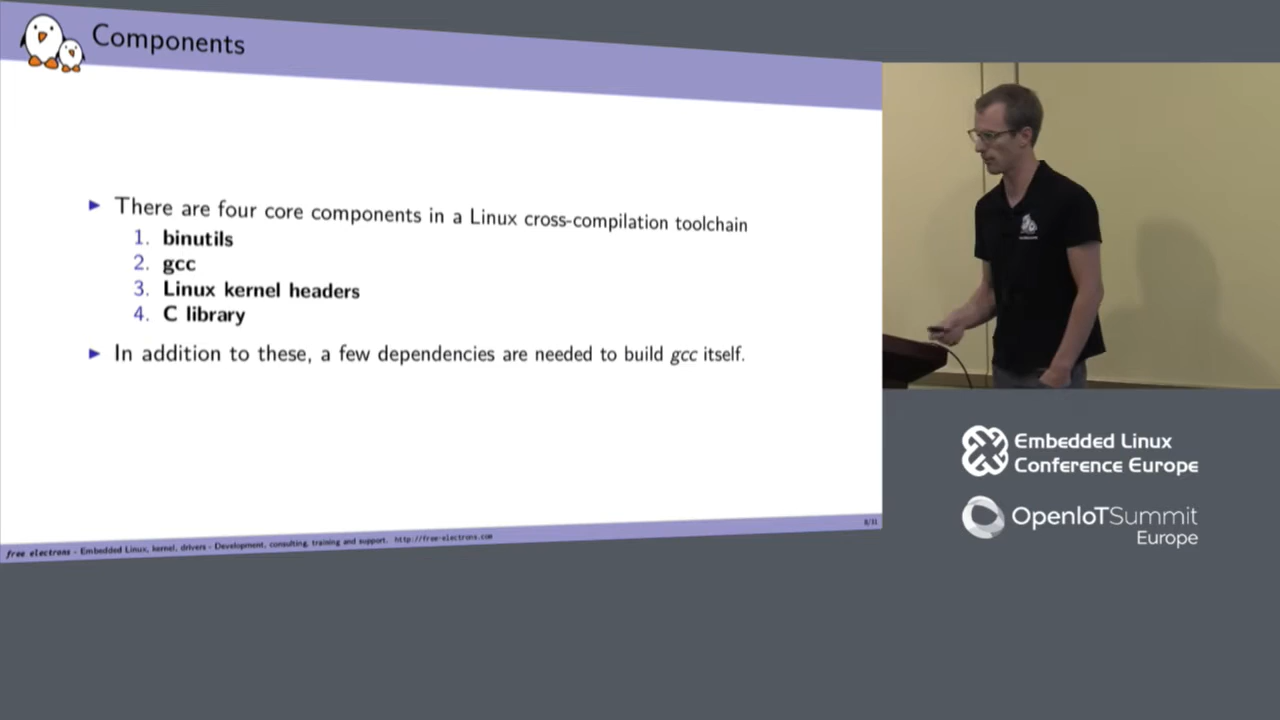 Components
▶ There are four core components in a Linux cross-compilation toolchain
1. binutils
2. gcc
3. Linux kernel headers
4. C library
▶ In addition to these, a few dependencies are needed to build gcc itself.
free electrons - Embedded Linux, kernel, drivers - Development, consulting, training and support. http://free-electrons.com
Embedded Linux
Conference Europe
OpenIoTSummit
Europe